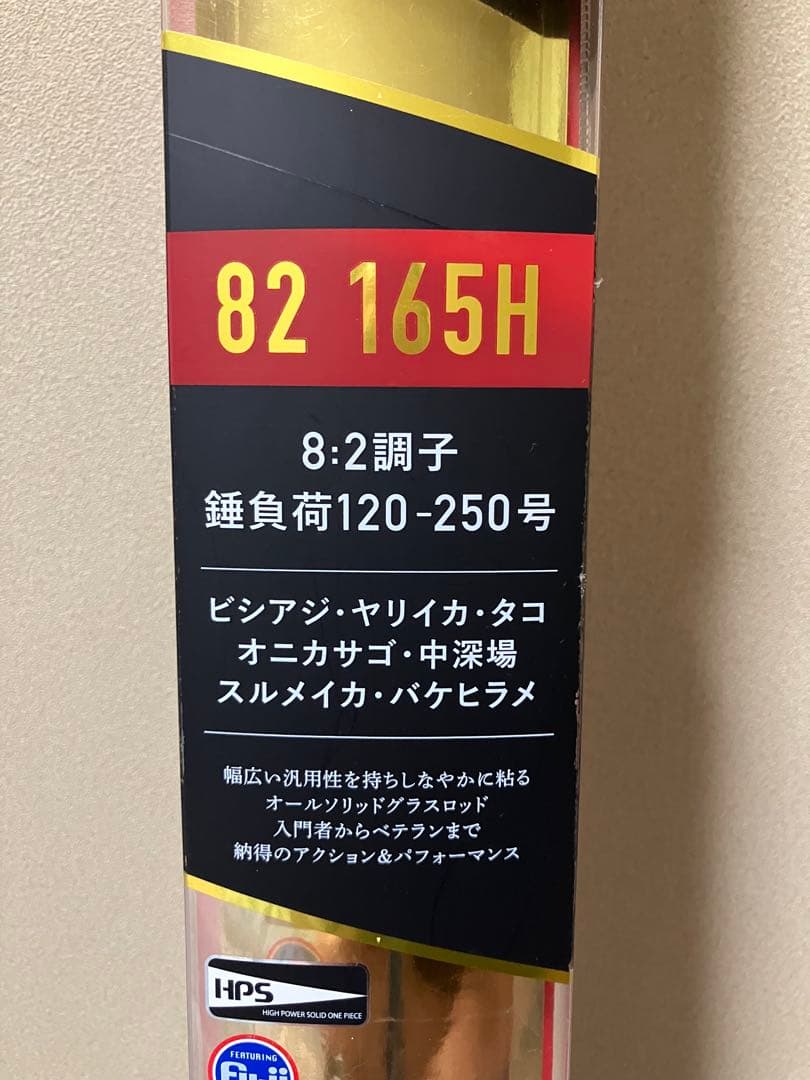 82 165H
8:2調子
錘負荷120-250号
ビシアジ・ヤリイカ・タコ
オニカサゴ・中深場
スルメイカ・バケヒラメ
幅広い汎用性を持ちしなやかに粘る
オールソリッドグラスロッド
入門者からベテランまで
納得のアクション&パフォーマンス
HPS
HIGH POWER SOLID ONE PIECE
FEATURING
Fuji